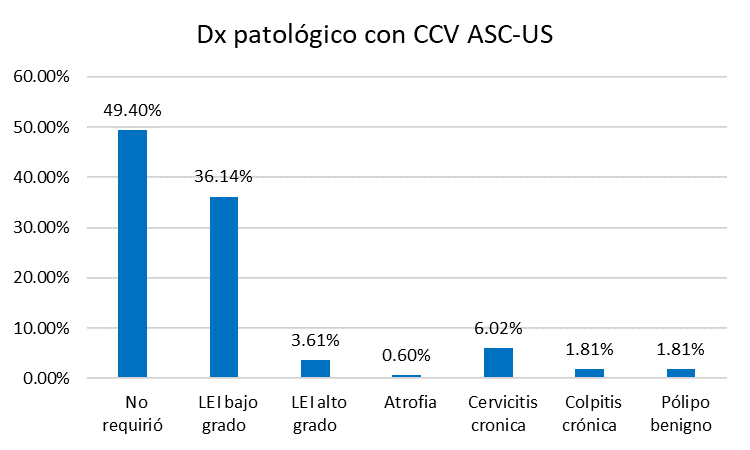 Dx patológico con CCV ASC-US
60.00%
50.00%
40.00%
30.00%
20.00%
10.00%
0.00%
49.40%
36.14%
3.61%
0.60%
6.02%
1.81%
1.81%
No
requirió
LEI bajo
grado
LEI alto
grado
Atrofia
Cervicitis
cronica
Colpitis
crónica
Pólipo
benigno